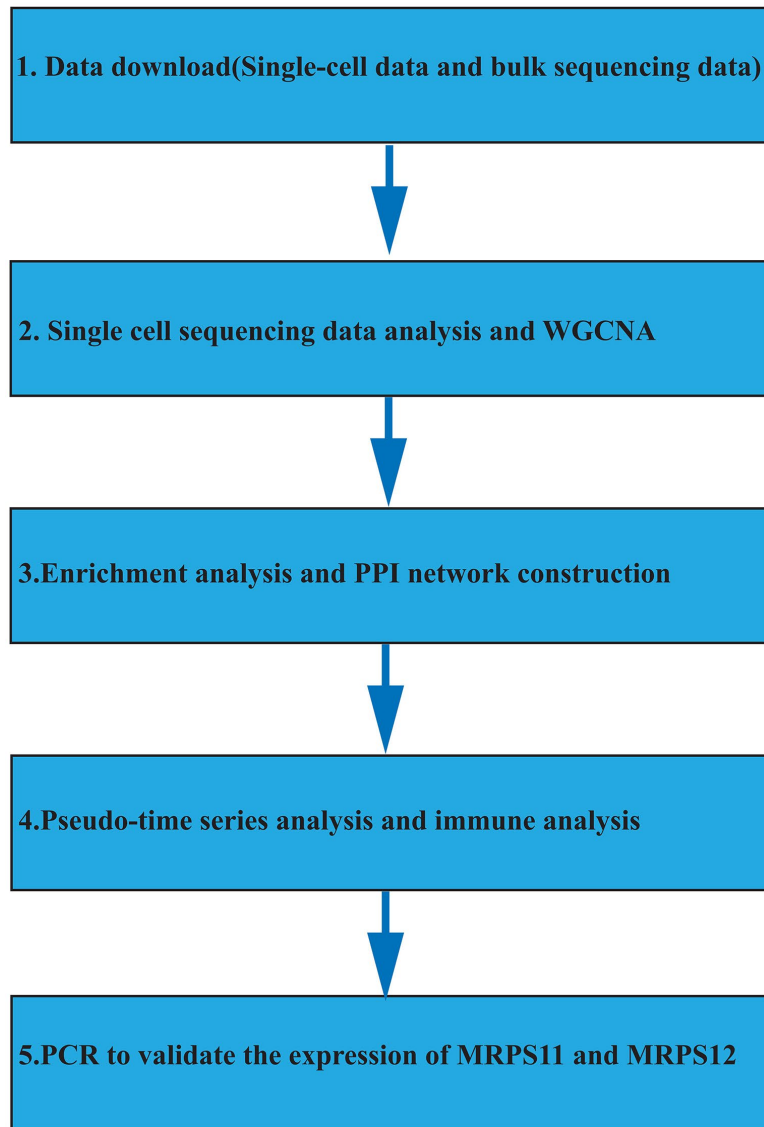 1. Data download(Single-cell data and bulk sequencing data)
2. Single cell sequencing data analysis and WGCNA
3.Enrichment analysis and PPI network construction
4.Pseudo-time series analysis and immune analysis
5.PCR to validate the expression of MRPS11 and MRPS12